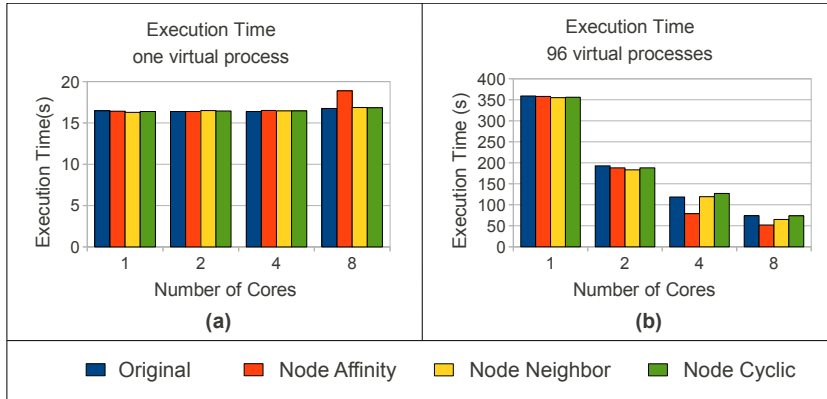 Execution Time
one virtual process
20
15
10
5
0
Execution Time(s)
1 2 4 8
Number of Cores
(a)
Execution Time
96 virtual processes
400
350
300
250
200
150
100
50
0
Execution Time (s)
1 2 4 8
Number of Cores
(b)
Original Node Affinity Node Neighbor Node Cyclic